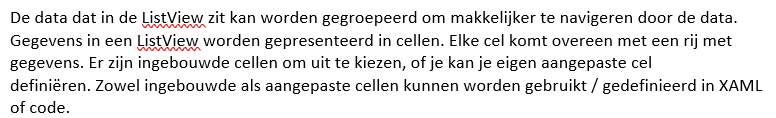 De data dat in de ListView zit kan worden gegroepeerd om makkelijker te navigeren door de data.
Gegevens in een ListView worden gepresenteerd in cellen. Elke cel komt overeen met een rij met
gegevens. Er zijn ingebouwde cellen om uit te kiezen, of je kan je eigen aangepaste cel
definiëren. Zowel ingebouwde als aangepaste cellen kunnen worden gebruikt / gedefinieerd in XAML
of code.